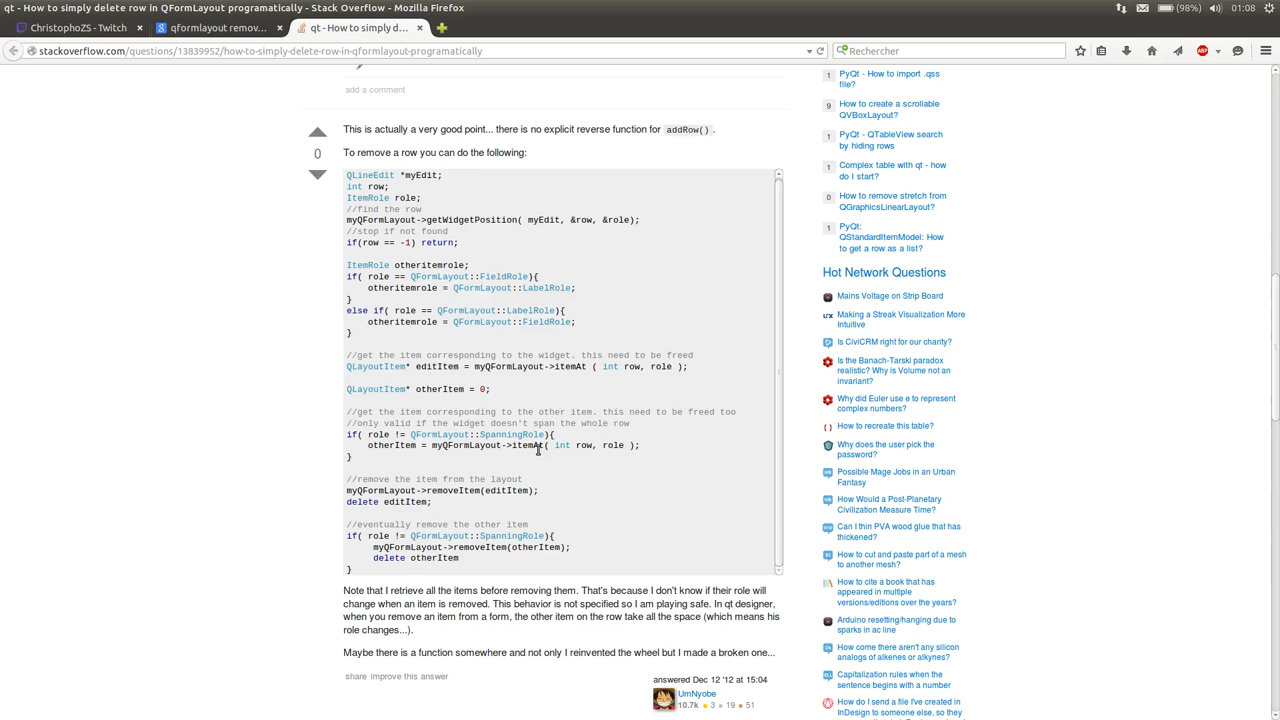 ChristophoZS - Twitch
qformlayout remov...
qt - How to simply d...
01:08
stackoverflow.com/questions/13839952/how-to-simply-delete-row-in-qformlayout-programatically
Rechercher
ABP
add a comment
This is actually a very good point... there is no explicit reverse function for addRow().
0
To remove a row you can do the following:
QLineEdit *myEdit;
int row;
ItemRole role;
//find the row
myQFormLayout->getWidgetPosition( myEdit, &row, &role);
//stop if not found
if(row == -1) return;
ItemRole otheritemrole;
if( role == QFormLayout::FieldRole){
otheritemrole = QFormLayout::LabelRole;
}
else if( role == QFormLayout::LabelRole){
otheritemrole = QFormLayout::FieldRole;
}
//get the item corresponding to the widget. this need to be freed
QLayoutItem* editItem = myQFormLayout->itemAt ( int row, role );
QLayoutItem* otherItem = 0;
//get the item corresponding to the other item. this need to be freed too
//only valid if the widget doesn't span the whole row
if( role != QFormLayout::SpanningRole){
otherItem = myQFormLayout->itemAt( int row, role );
}
//remove the item from the layout
myQFormLayout->removeItem(editItem);
delete editItem;
//eventually remove the other item
if( role != QFormLayout::SpanningRole){
myQFormLayout->removeItem(otherItem);
delete otherItem
}
Note that I retrieve all the items before removing them. That's because I don't know if their role will
change when an item is removed. This behavior is not specified so I am playing safe. In qt designer,
when you remove an item from a form, the other item on the row take all the space (which means his
role changes...).
Maybe there is a function somewhere and not only I reinvented the wheel but I made a broken one...
share improve this answer
answered Dec 12 '12 at 15:04
UmNyobe
10.7k 3 19 51
1 PyQt - How to import .qss
file?
9 How to create a scrollable
QVBoxLayout?
1 PyQt - QTableView search
by hiding rows
1 Complex table with qt - how
do I start?
0 How to remove stretch from
QGraphicsLinearLayout?
1 PyQt:
QStandardItemModel: How
to get a row as a list?
Hot Network Questions
Mains Voltage on Strip Board
Making a Streak Visualization More
Intuitive
Is CiviCRM right for our charity?
Is the Banach-Tarski paradox
realistic? Why is Volume not an
invariant?
Why did Euler use e to represent
complex numbers?
How to recreate this table?
Why does the user pick the
password?
Possible Mage Jobs in an Urban
Fantasy
How Would a Post-Planetary
Civilization Measure Time?
Can I thin PVA wood glue that has
thickened?
How to cut and paste part of a mesh
to another mesh?
How to cite a book that has
appeared in multiple
versions/editions over the years?
Arduino resetting/hanging due to
sparks in ac line
How come there aren't any silicon
analogs of alkenes or alkynes?
Capitalization rules when the
sentence begins with a number
How do I send a file I've created in
InDesign to someone else, so they